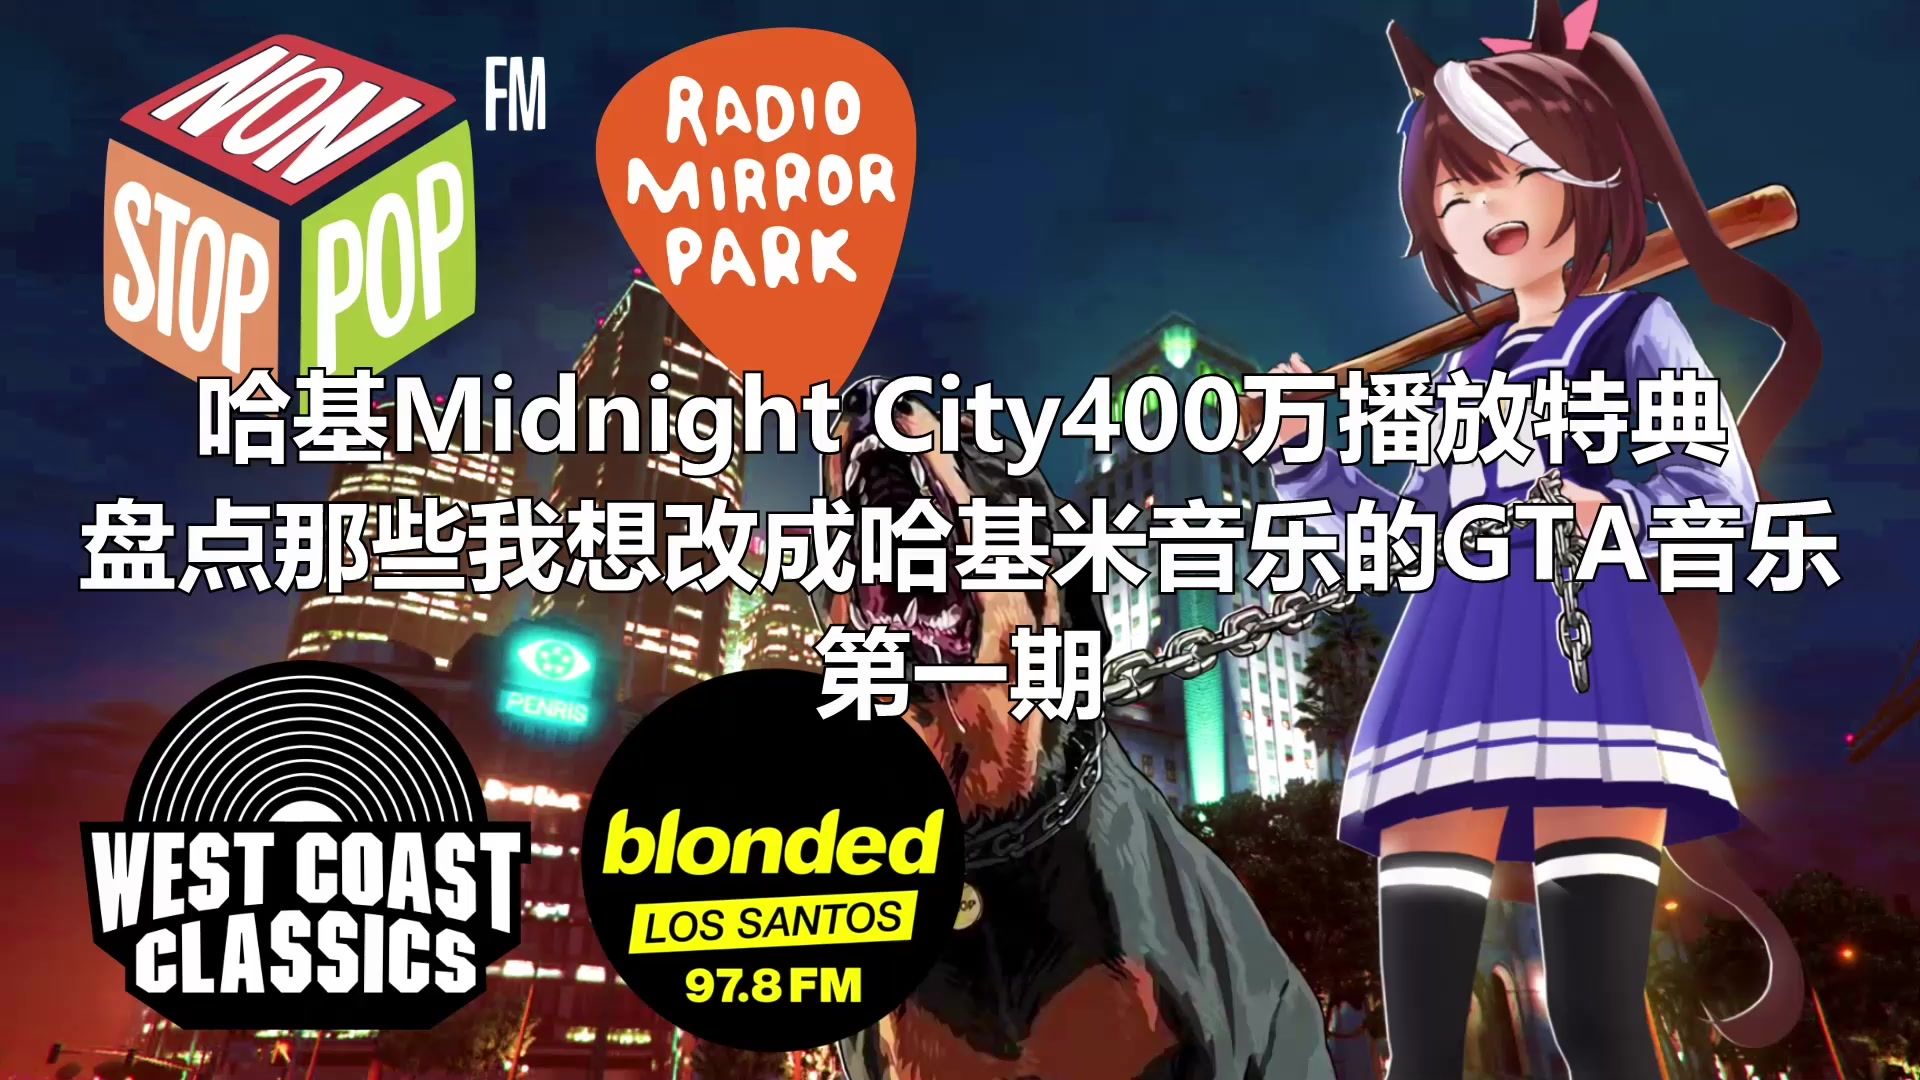 NON
STOP
POP
FM
RADIO
MIRROR
PARK
哈基Midnight City400万播放特典
盘点那些我想改成哈基米音乐的GTA音乐
第一期
PENRIS
WEST COAST
CLASSICS
blonded
LOS SANTOS
97.8 FM